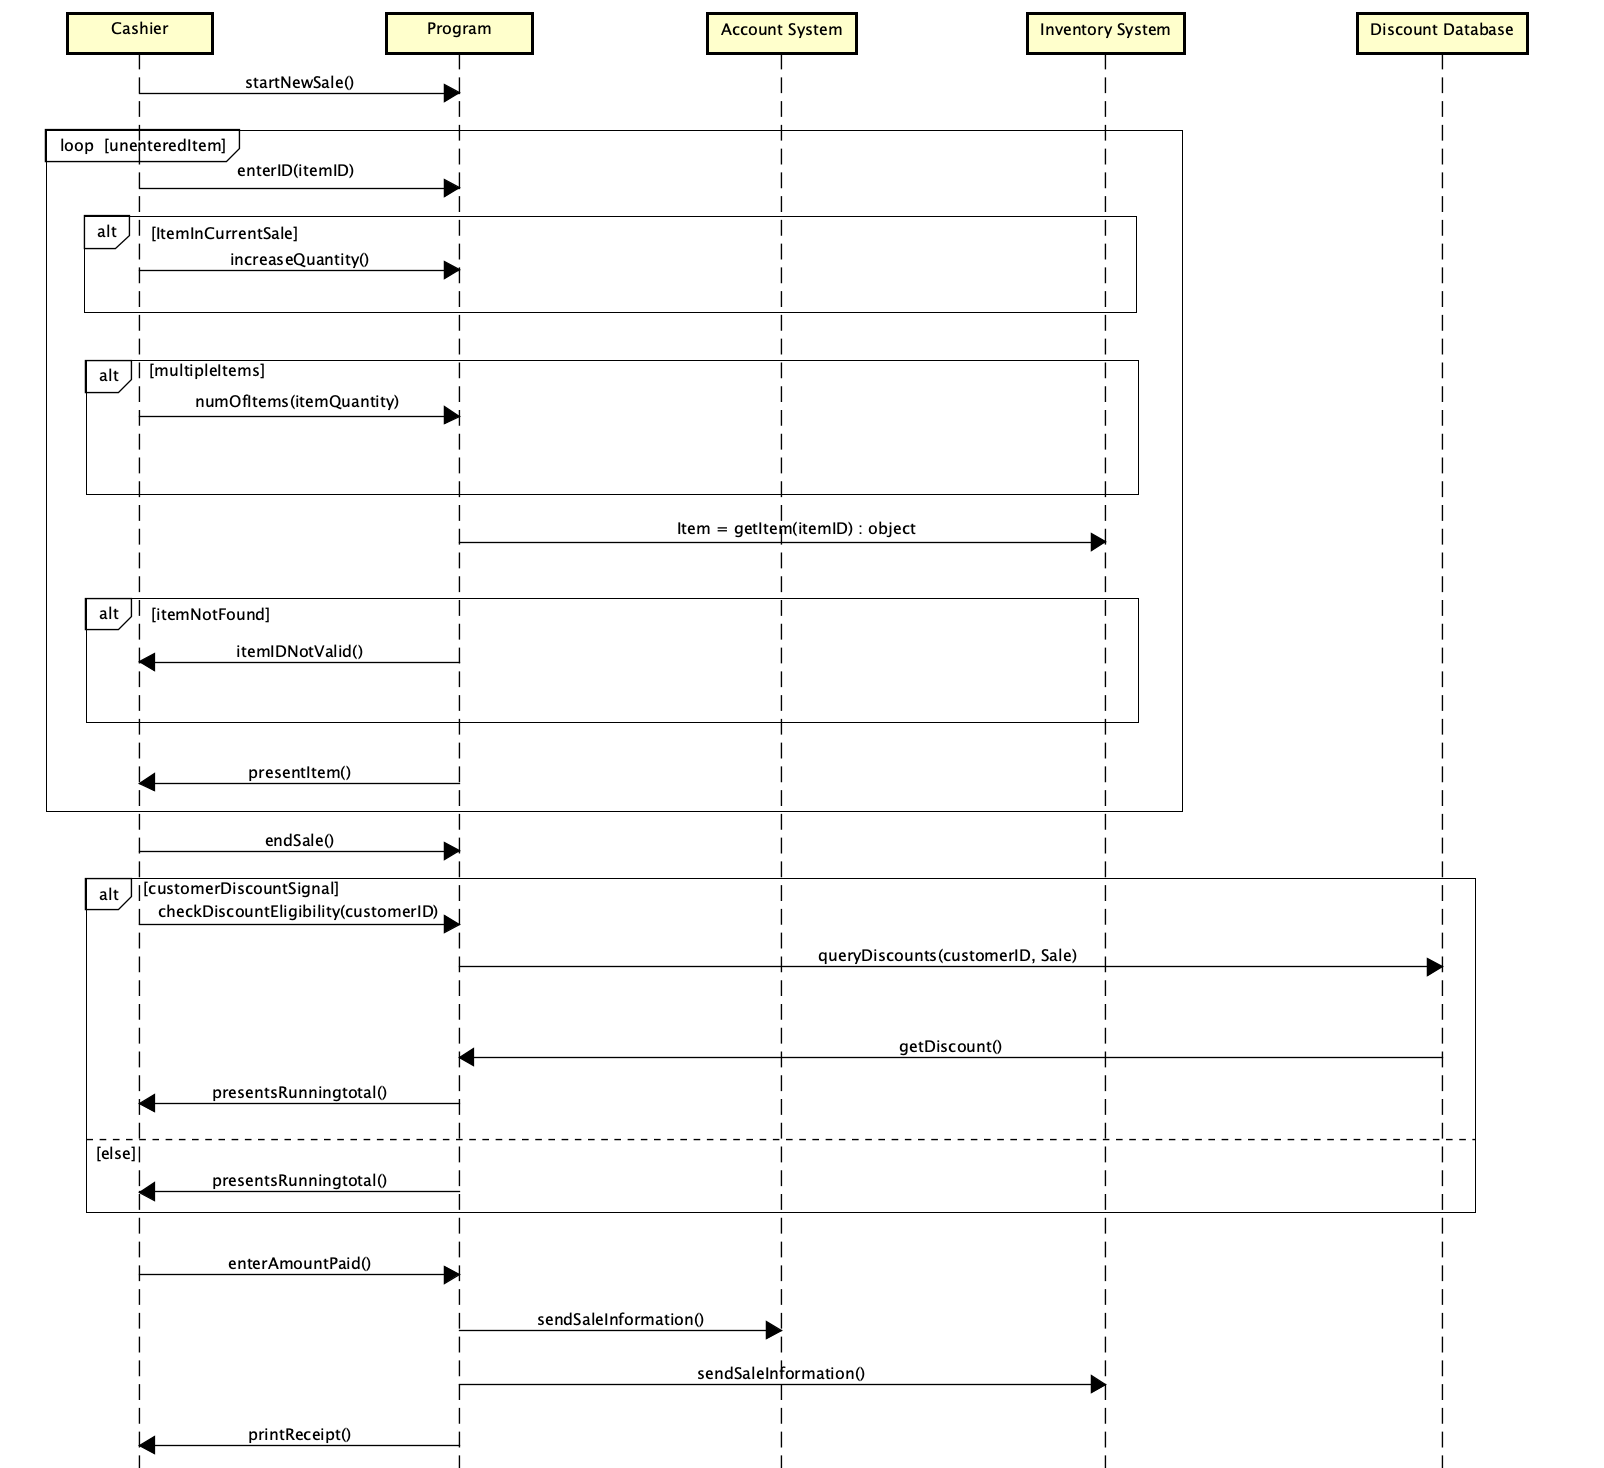 Cashier
Program
Account System
Inventory System
Discount Database
startNewSale()
loop [unenteredItem]
enterID(itemID)
alt [ItemInCurrentSale]
increaseQuantity()
alt [multipleItems]
numOfItems(itemQuantity)
Item = getItem(itemID) : object
alt [itemNotFound]
itemIDNotValid()
presentItem()
endSale()
alt [customerDiscountSignal]
checkDiscountEligibility(customerID)
queryDiscounts(customerID, Sale)
getDiscount()
presentsRunningtotal()
[else]
presentsRunningtotal()
enterAmountPaid()
sendSaleInformation()
sendSaleInformation()
printReceipt()